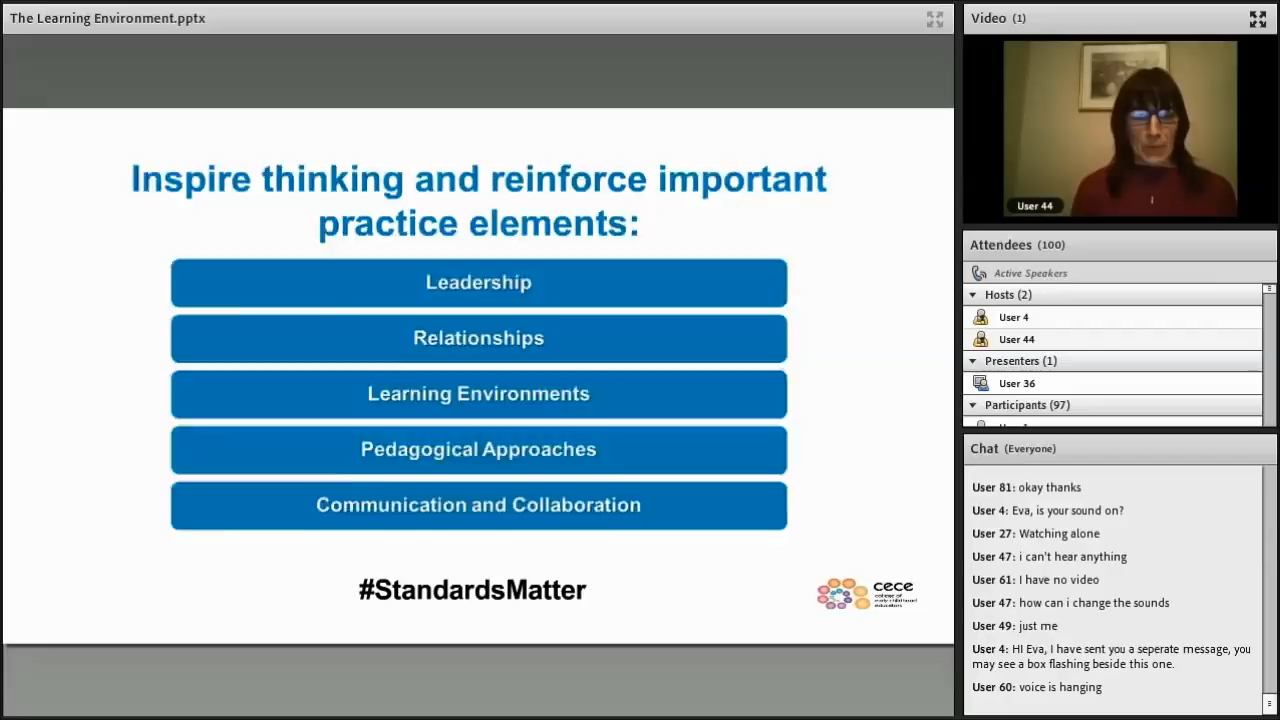 The Learning Environment.pptx
Inspire thinking and reinforce important
practice elements:
Leadership
Relationships
Learning Environments
Pedagogical Approaches
Communication and Collaboration
#StandardsMatter
cece
college of
early childhood
educators
Video (1)
User 44
Attendees (100)
Active Speakers
Hosts (2)
User 4
User 44
Presenters (1)
User 36
Participants (97)
Chat (Everyone)
User 81: okay thanks
User 4: Eva, is your sound on?
User 27: Watching alone
User 47: i can't hear anything
User 61: I have no video
User 47: how can i change the sounds
User 49: just me
User 4: HI Eva, I have sent you a seperate message, you
may see a box flashing beside this one.
User 60: voice is hanging